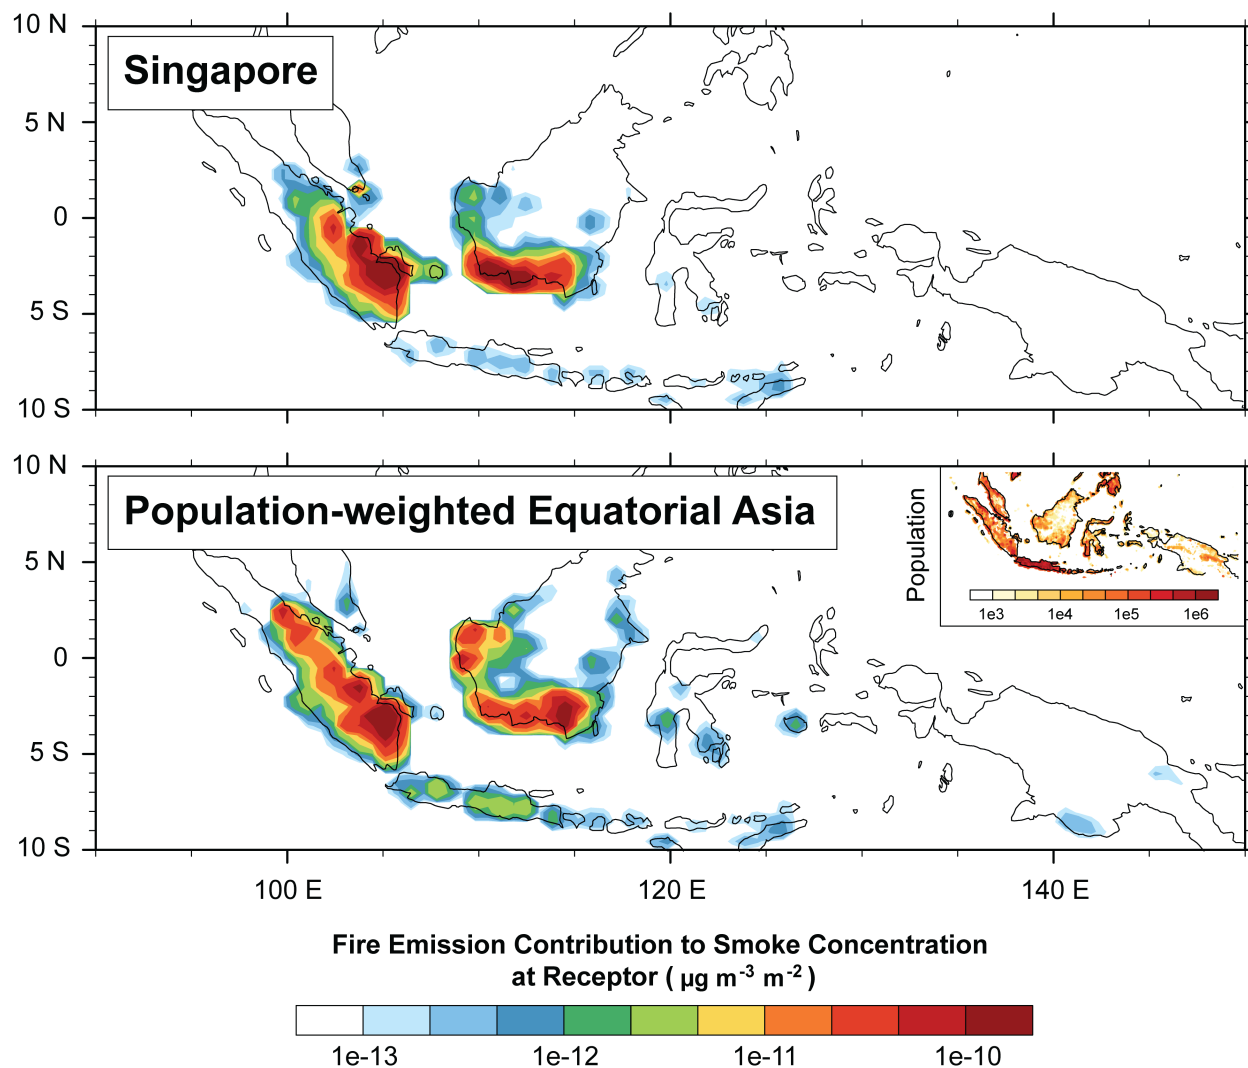 10 N
Singapore
5 N
0
5 S
10 S
10 N
Population-weighted Equatorial Asia
Population
1e3 1e4 1e5 1e6
5 N
0
5 S
10 S
100 E 120 E 140 E
Fire Emission Contribution to Smoke Concentration
at Receptor ( µg m⁻³ m⁻² )
1e-13 1e-12 1e-11 1e-10